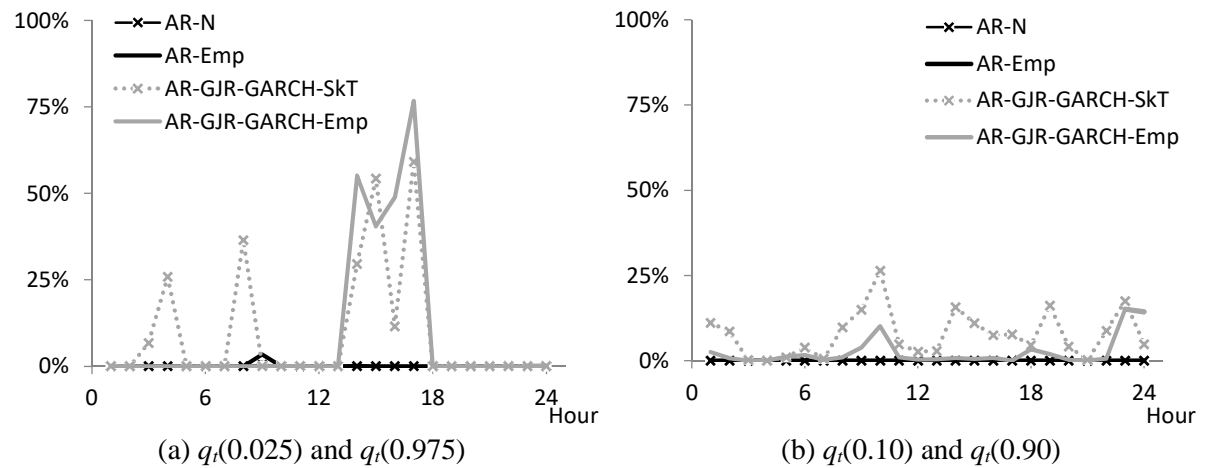 100%
75%
50%
25%
0%
AR-N
AR-Emp
AR-GJR-GARCH-SkT
AR-GJR-GARCH-Emp
0 6 12 18 24
Hour
(a) qt(0.025) and qt(0.975)
100%
75%
50%
25%
0%
AR-N
AR-Emp
AR-GJR-GARCH-SkT
AR-GJR-GARCH-Emp
0 6 12 18 24
Hour
(b) qt(0.10) and qt(0.90)